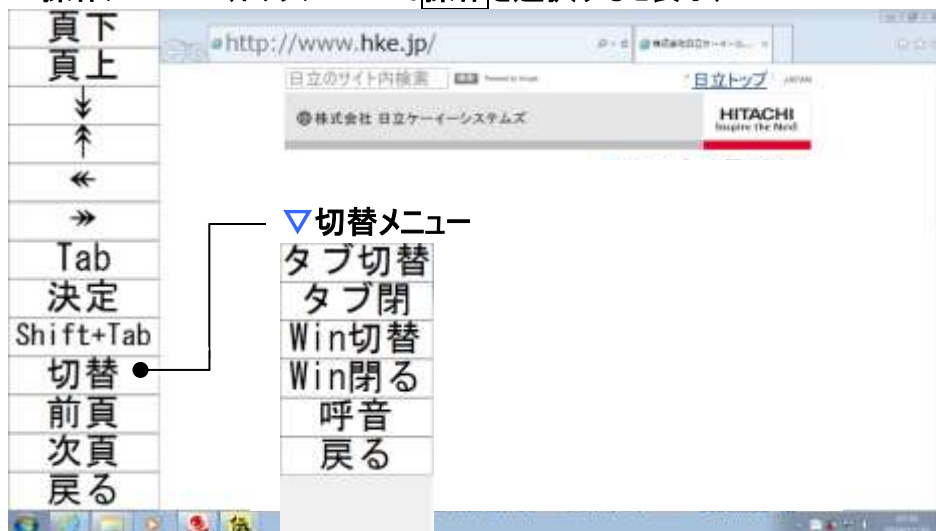 頁下
頁上
↡
↟
↞
↠
Tab
決定
Shift+Tab
切替
前頁
次頁
戻る
http://www.hke.jp/
日立のサイト内検索
日立トップ
株式会社 日立ケーイーシステムズ
HITACHI
Inspire the Next
▽切替メニュー
タブ切替
タブ閉
Win切替
Win閉る
呼音
戻る